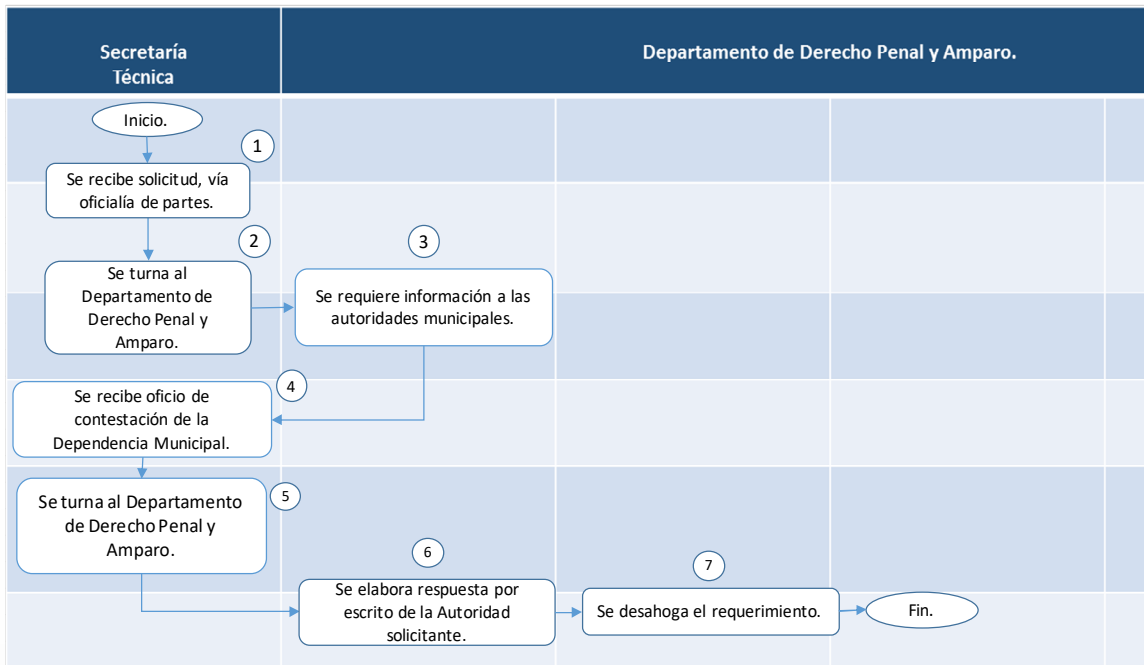 Secretaría
Técnica
Departamento de Derecho Penal y Amparo.
Inicio.
1
Se recibe solicitud, vía
oficialía de partes.
2
Se turna al
Departamento de
Derecho Penal y
Amparo.
3
Se requiere información a las
autoridades municipales.
4
Se recibe oficio de
contestación de la
Dependencia Municipal.
5
Se turna al Departamento
de Derecho Penal y
Amparo.
6
Se elabora respuesta por
escrito de la Autoridad
solicitante.
7
Se desahoga el requerimiento.
Fin.